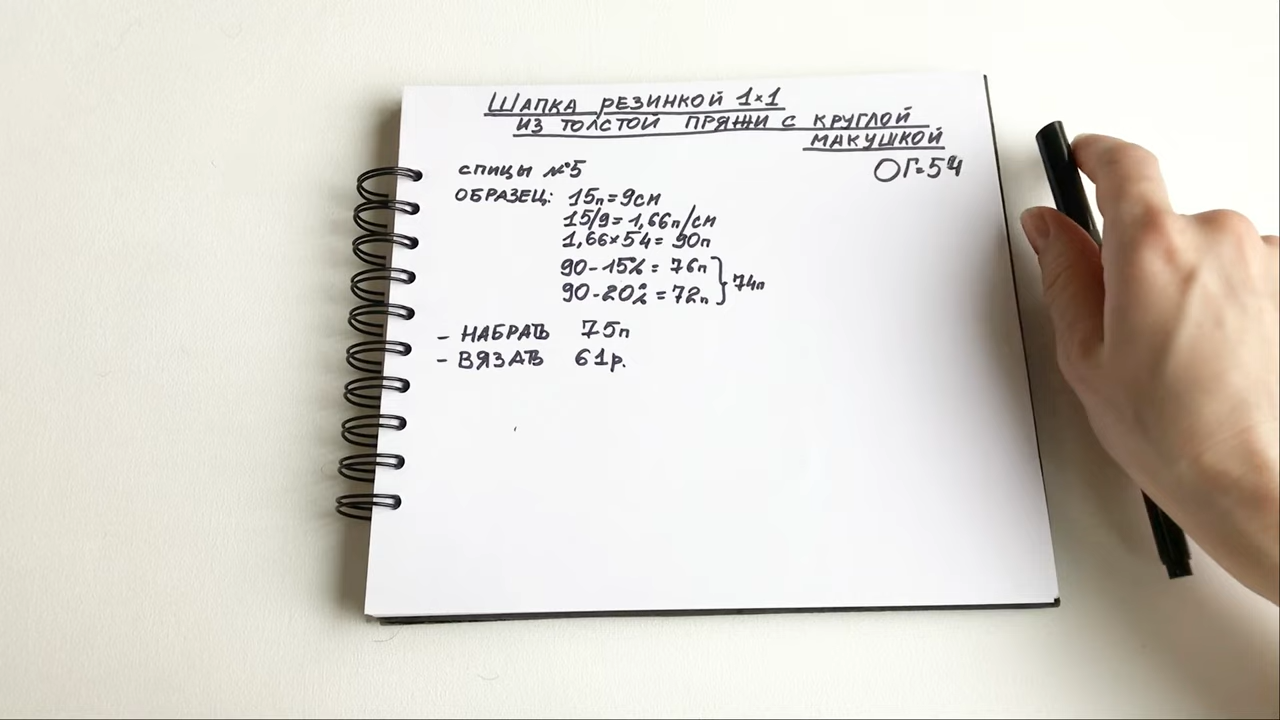 ШАПКА РЕЗИНКОЙ 1×1
ИЗ ТОЛСТОЙ ПРЯЖИ С КРУГЛОЙ
МАКУШКОЙ
ОГ=54
СПИЦЫ №5
ОБРАЗЕЦ: 15п=9см
15/9=1,66п/см
1,66×54=90п
90-15%=76п
90-20%=72п } 74п
- НАБРАТЬ 75п
- ВЯЗАТЬ 61р.